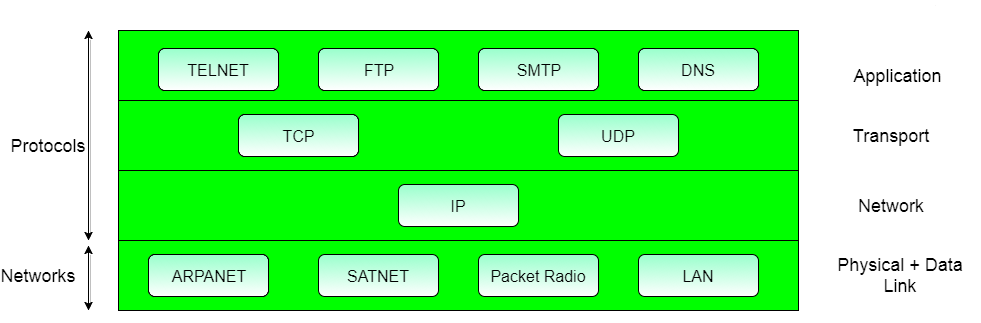 TELNET FTP SMTP DNS Application
TCP UDP Transport
Protocols
IP Network
Networks ARPANET SATNET Packet Radio LAN Physical + Data
Link